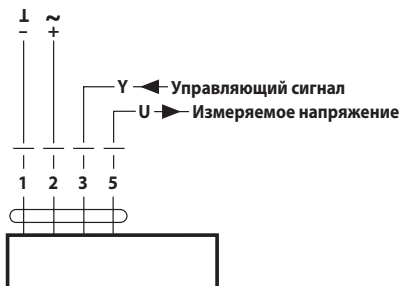 ⊥ ~
– +
Y Управляющий сигнал
U Измеряемое напряжение
1 2 3 5